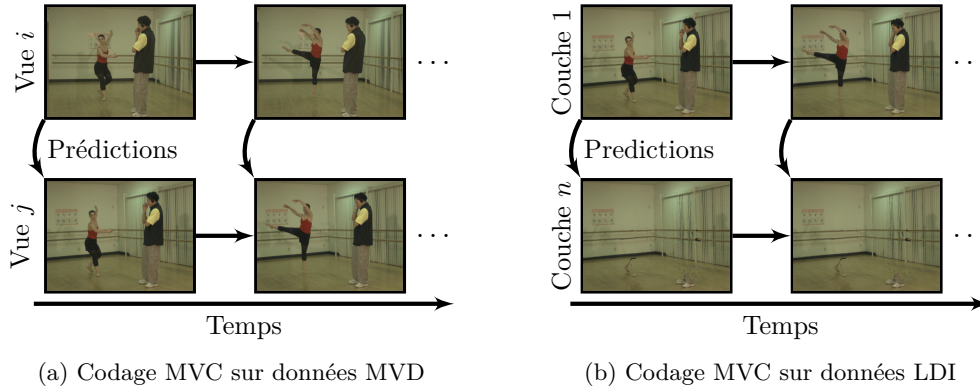 Vue i
Prédictions
Vue j
...
...
Temps
(a) Codage MVC sur données MVD
Couche 1
Predictions
Couche n
...
...
Temps
(b) Codage MVC sur données LDI